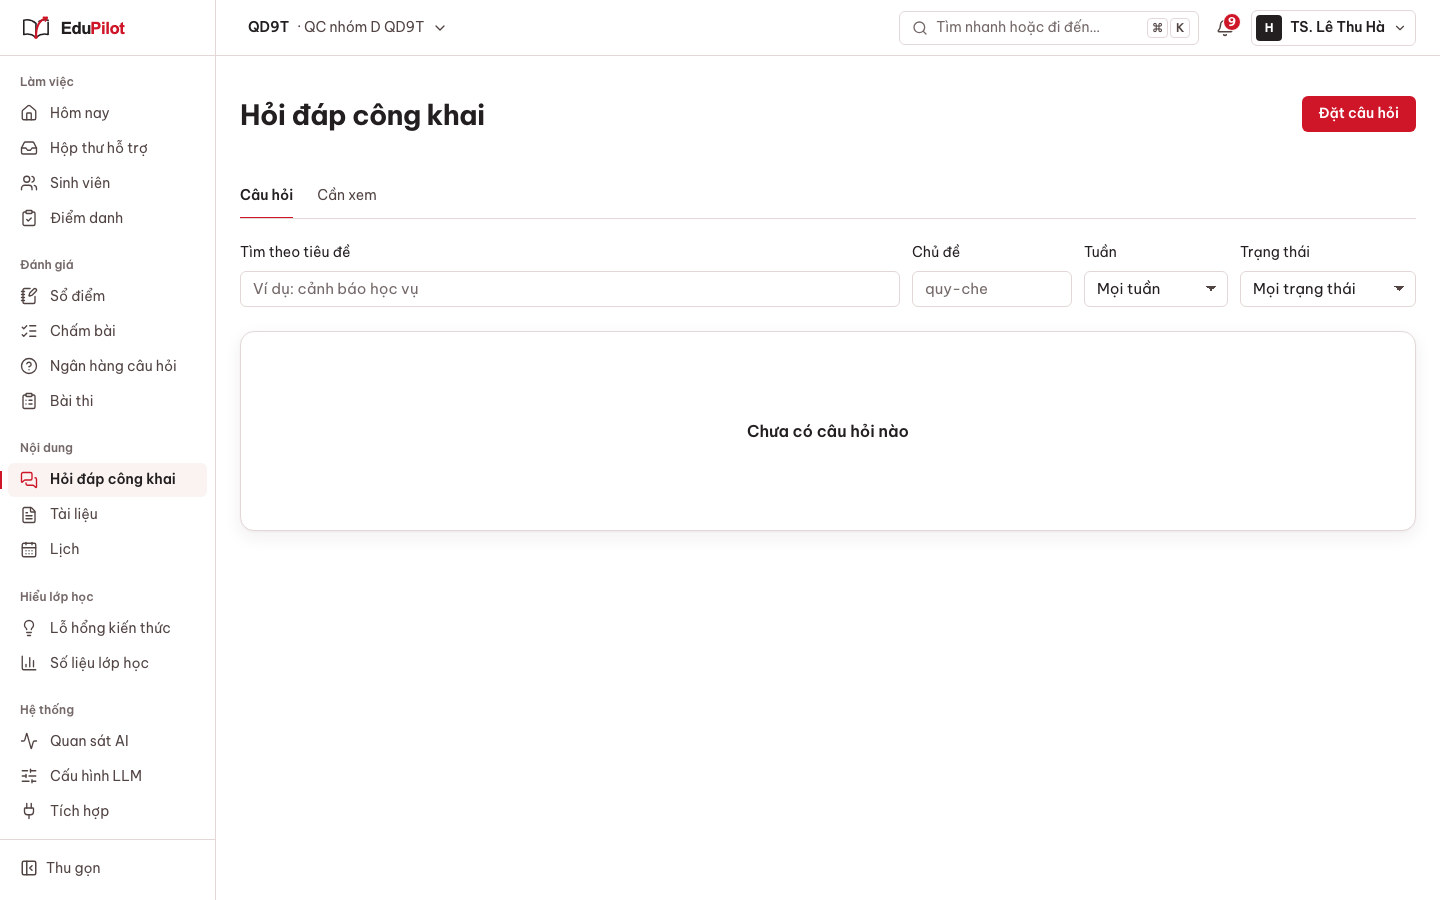 EduPilot
QD9T · QC nhóm D QD9T
Tìm nhanh hoặc đi đến...
⌘ K
9
H
TS. Lê Thu Hà
Làm việc
Hôm nay
Hộp thư hỗ trợ
Sinh viên
Điểm danh
Đánh giá
Sổ điểm
Chấm bài
Ngân hàng câu hỏi
Bài thi
Nội dung
Hỏi đáp công khai
Tài liệu
Lịch
Hiểu lớp học
Lỗ hổng kiến thức
Số liệu lớp học
Hệ thống
Quan sát AI
Cấu hình LLM
Tích hợp
Thu gọn
Hỏi đáp công khai
Đặt câu hỏi
Câu hỏi
Cần xem
Tìm theo tiêu đề
Ví dụ: cảnh báo học vụ
Chủ đề
quy-che
Tuần
Mọi tuần
Trạng thái
Mọi trạng thái
Chưa có câu hỏi nào